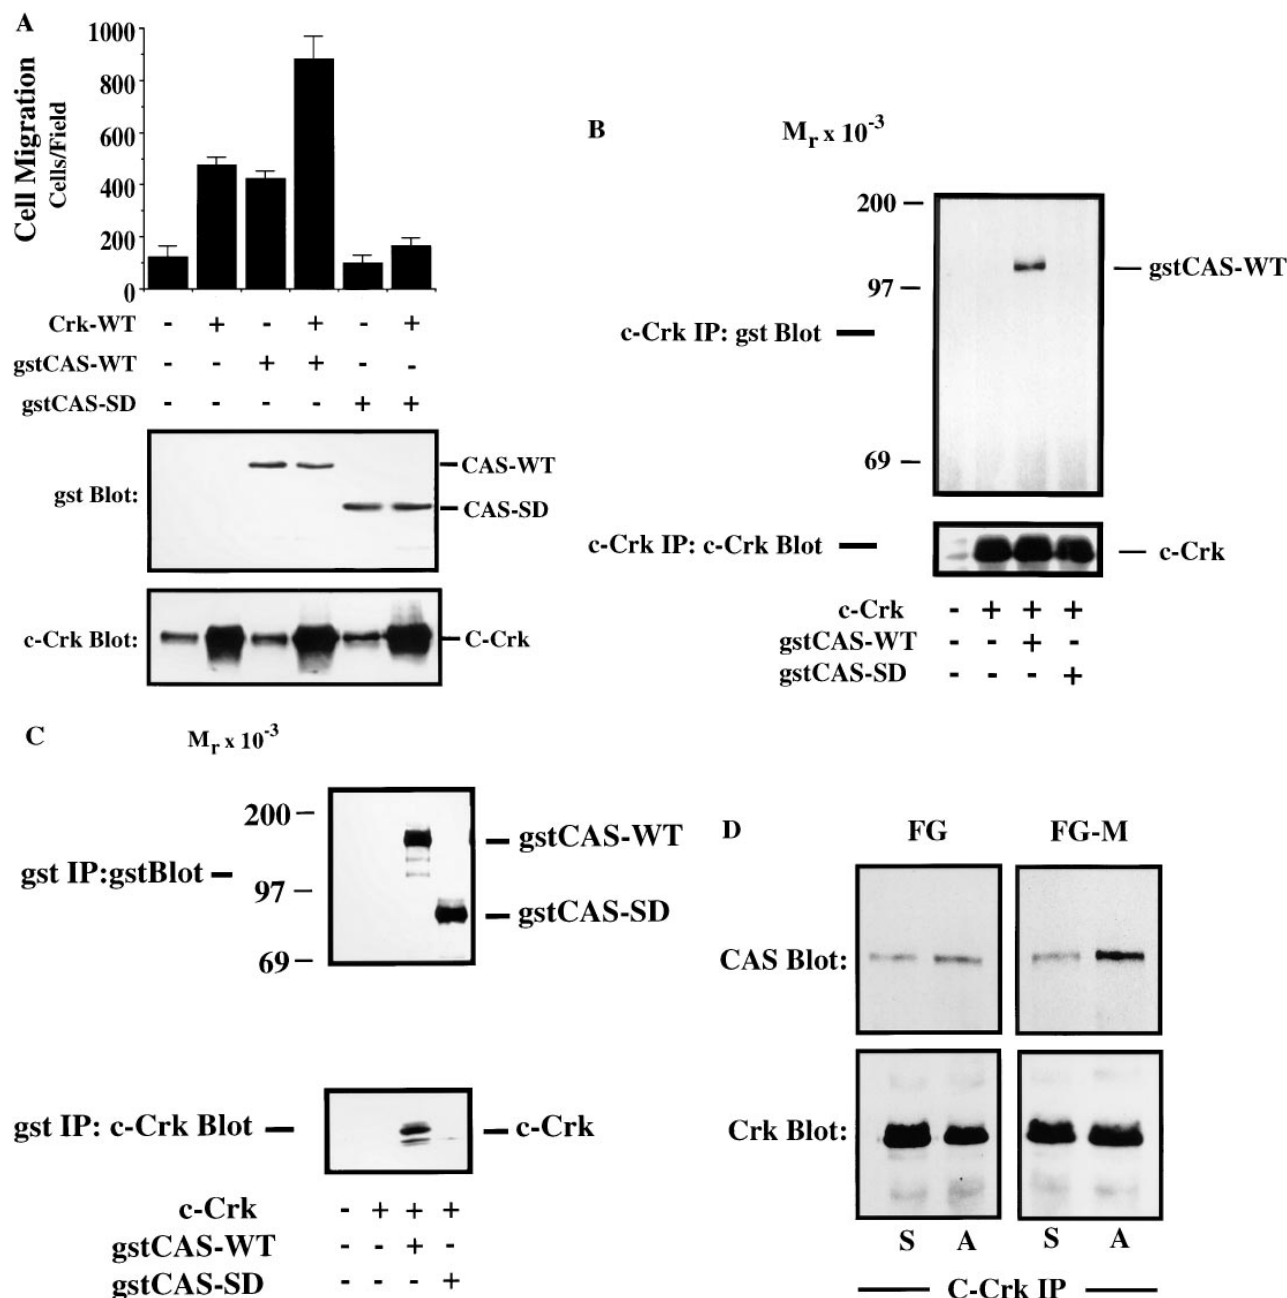 A
Cell Migration
Cells/Field
1000
800
600
400
200
0
Crk-WT - + - + - +
gstCAS-WT - - + + - -
gstCAS-SD - - - - + +
gst Blot:
CAS-WT
CAS-SD
c-Crk Blot:
C-Crk
B
Mr x 10-3
200
97
69
gstCAS-WT
c-Crk IP: gst Blot
c-Crk IP: c-Crk Blot
c-Crk
c-Crk - + + +
gstCAS-WT - - + -
gstCAS-SD - - - +
C
Mr x 10-3
200
97
69
gst IP:gstBlot
gstCAS-WT
gstCAS-SD
gst IP: c-Crk Blot
c-Crk
c-Crk - + + +
gstCAS-WT - - + -
gstCAS-SD - - - +
D
FG FG-M
CAS Blot:
Crk Blot:
S A S A
C-Crk IP